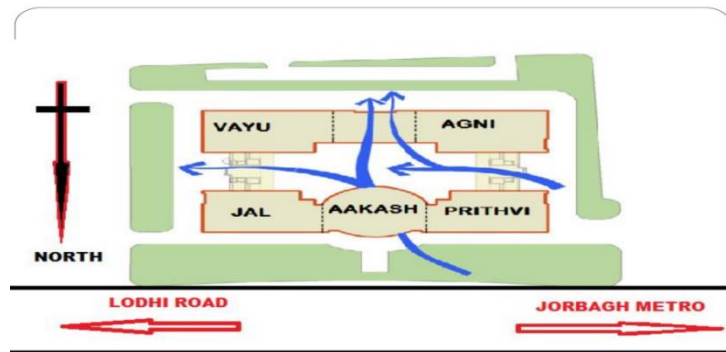 VAYU
AGNI
JAL
AAKASH
PRITHVI
NORTH
LODHI ROAD
JORBAGH METRO